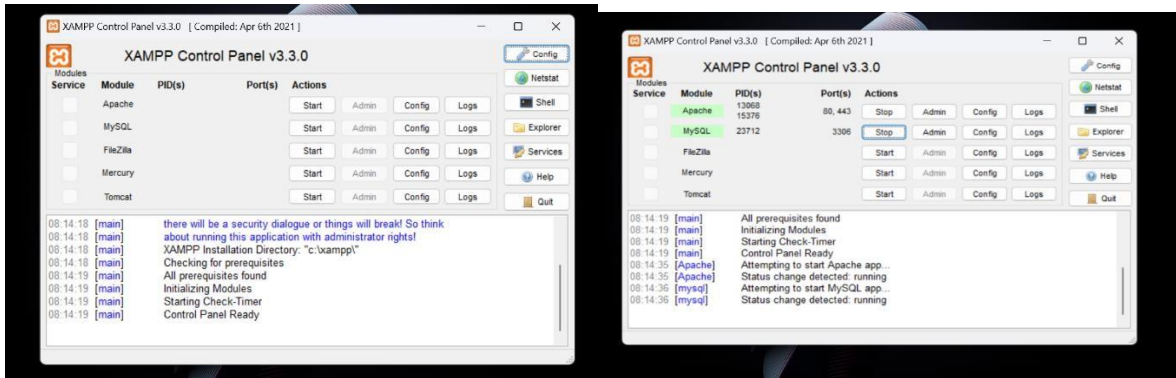 XAMPP Control Panel v3.3.0 [ Compiled: Apr 6th 2021 ]
XAMPP Control Panel v3.3.0
Modules
Service Module PID(s) Port(s) Actions
Apache Start Admin Config Logs
MySQL Start Admin Config Logs
FileZilla Start Admin Config Logs
Mercury Start Admin Config Logs
Tomcat Start Admin Config Logs
Config
Netstat
Shell
Explorer
Services
Help
Quit
08:14:18 [main] there will be a security dialogue or things will break! So think
08:14:18 [main] about running this application with administrator rights!
08:14:18 [main] XAMPP Installation Directory: "c:\xampp\"
08:14:18 [main] Checking for prerequisites
08:14:19 [main] All prerequisites found
08:14:19 [main] Initializing Modules
08:14:19 [main] Starting Check-Timer
08:14:19 [main] Control Panel Ready
XAMPP Control Panel v3.3.0 [ Compiled: Apr 6th 2021 ]
XAMPP Control Panel v3.3.0
Modules
Service Module PID(s) Port(s) Actions
Apache 13068 15376 80, 443 Stop Admin Config Logs
MySQL 23712 3306 Stop Admin Config Logs
FileZilla Start Admin Config Logs
Mercury Start Admin Config Logs
Tomcat Start Admin Config Logs
Config
Netstat
Shell
Explorer
Services
Help
Quit
08:14:19 [main] All prerequisites found
08:14:19 [main] Initializing Modules
08:14:19 [main] Starting Check-Timer
08:14:19 [main] Control Panel Ready
08:14:35 [Apache] Attempting to start Apache app...
08:14:35 [Apache] Status change detected: running
08:14:36 [mysql] Attempting to start MySQL app...
08:14:36 [mysql] Status change detected: running